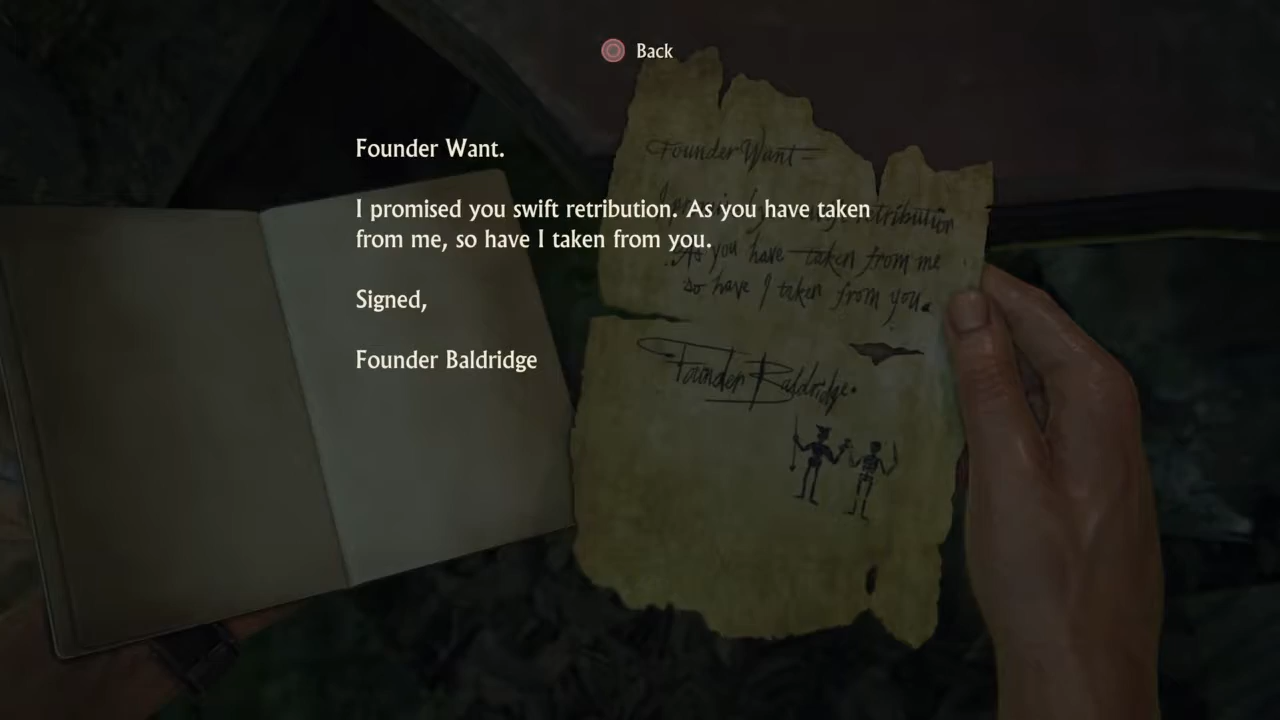 Back
Founder Want.
I promised you swift retribution. As you have taken
from me, so have I taken from you.
Signed,
Founder Baldridge
Founder Want -
retribution
As you have taken from me
so have I taken from you.
Founder Baldridge.